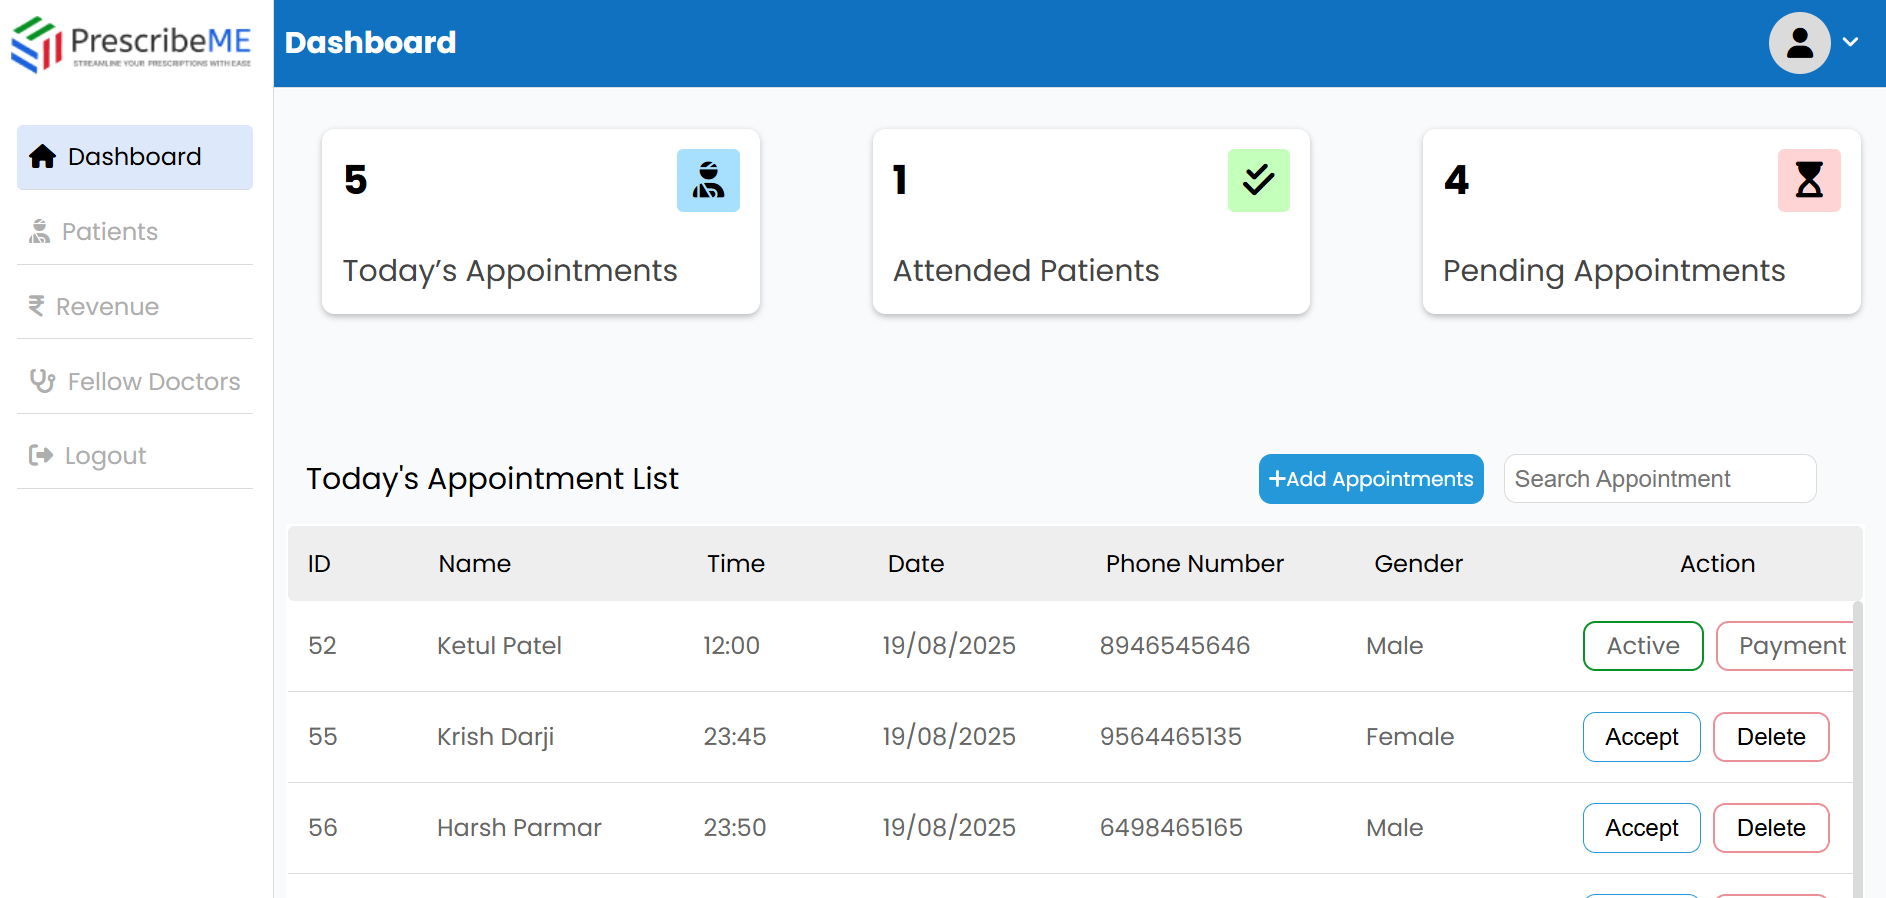 PrescribeME
STREAMLINE YOUR PRESCRIPTIONS WITH EASE
Dashboard
Dashboard
Patients
Revenue
Fellow Doctors
Logout
5
Today’s Appointments
1
Attended Patients
4
Pending Appointments
Today's Appointment List
+Add Appointments
Search Appointment
ID Name Time Date Phone Number Gender Action
52 Ketul Patel 12:00 19/08/2025 8946545646 Male Active Payment
55 Krish Darji 23:45 19/08/2025 9564465135 Female Accept Delete
56 Harsh Parmar 23:50 19/08/2025 6498465165 Male Accept Delete